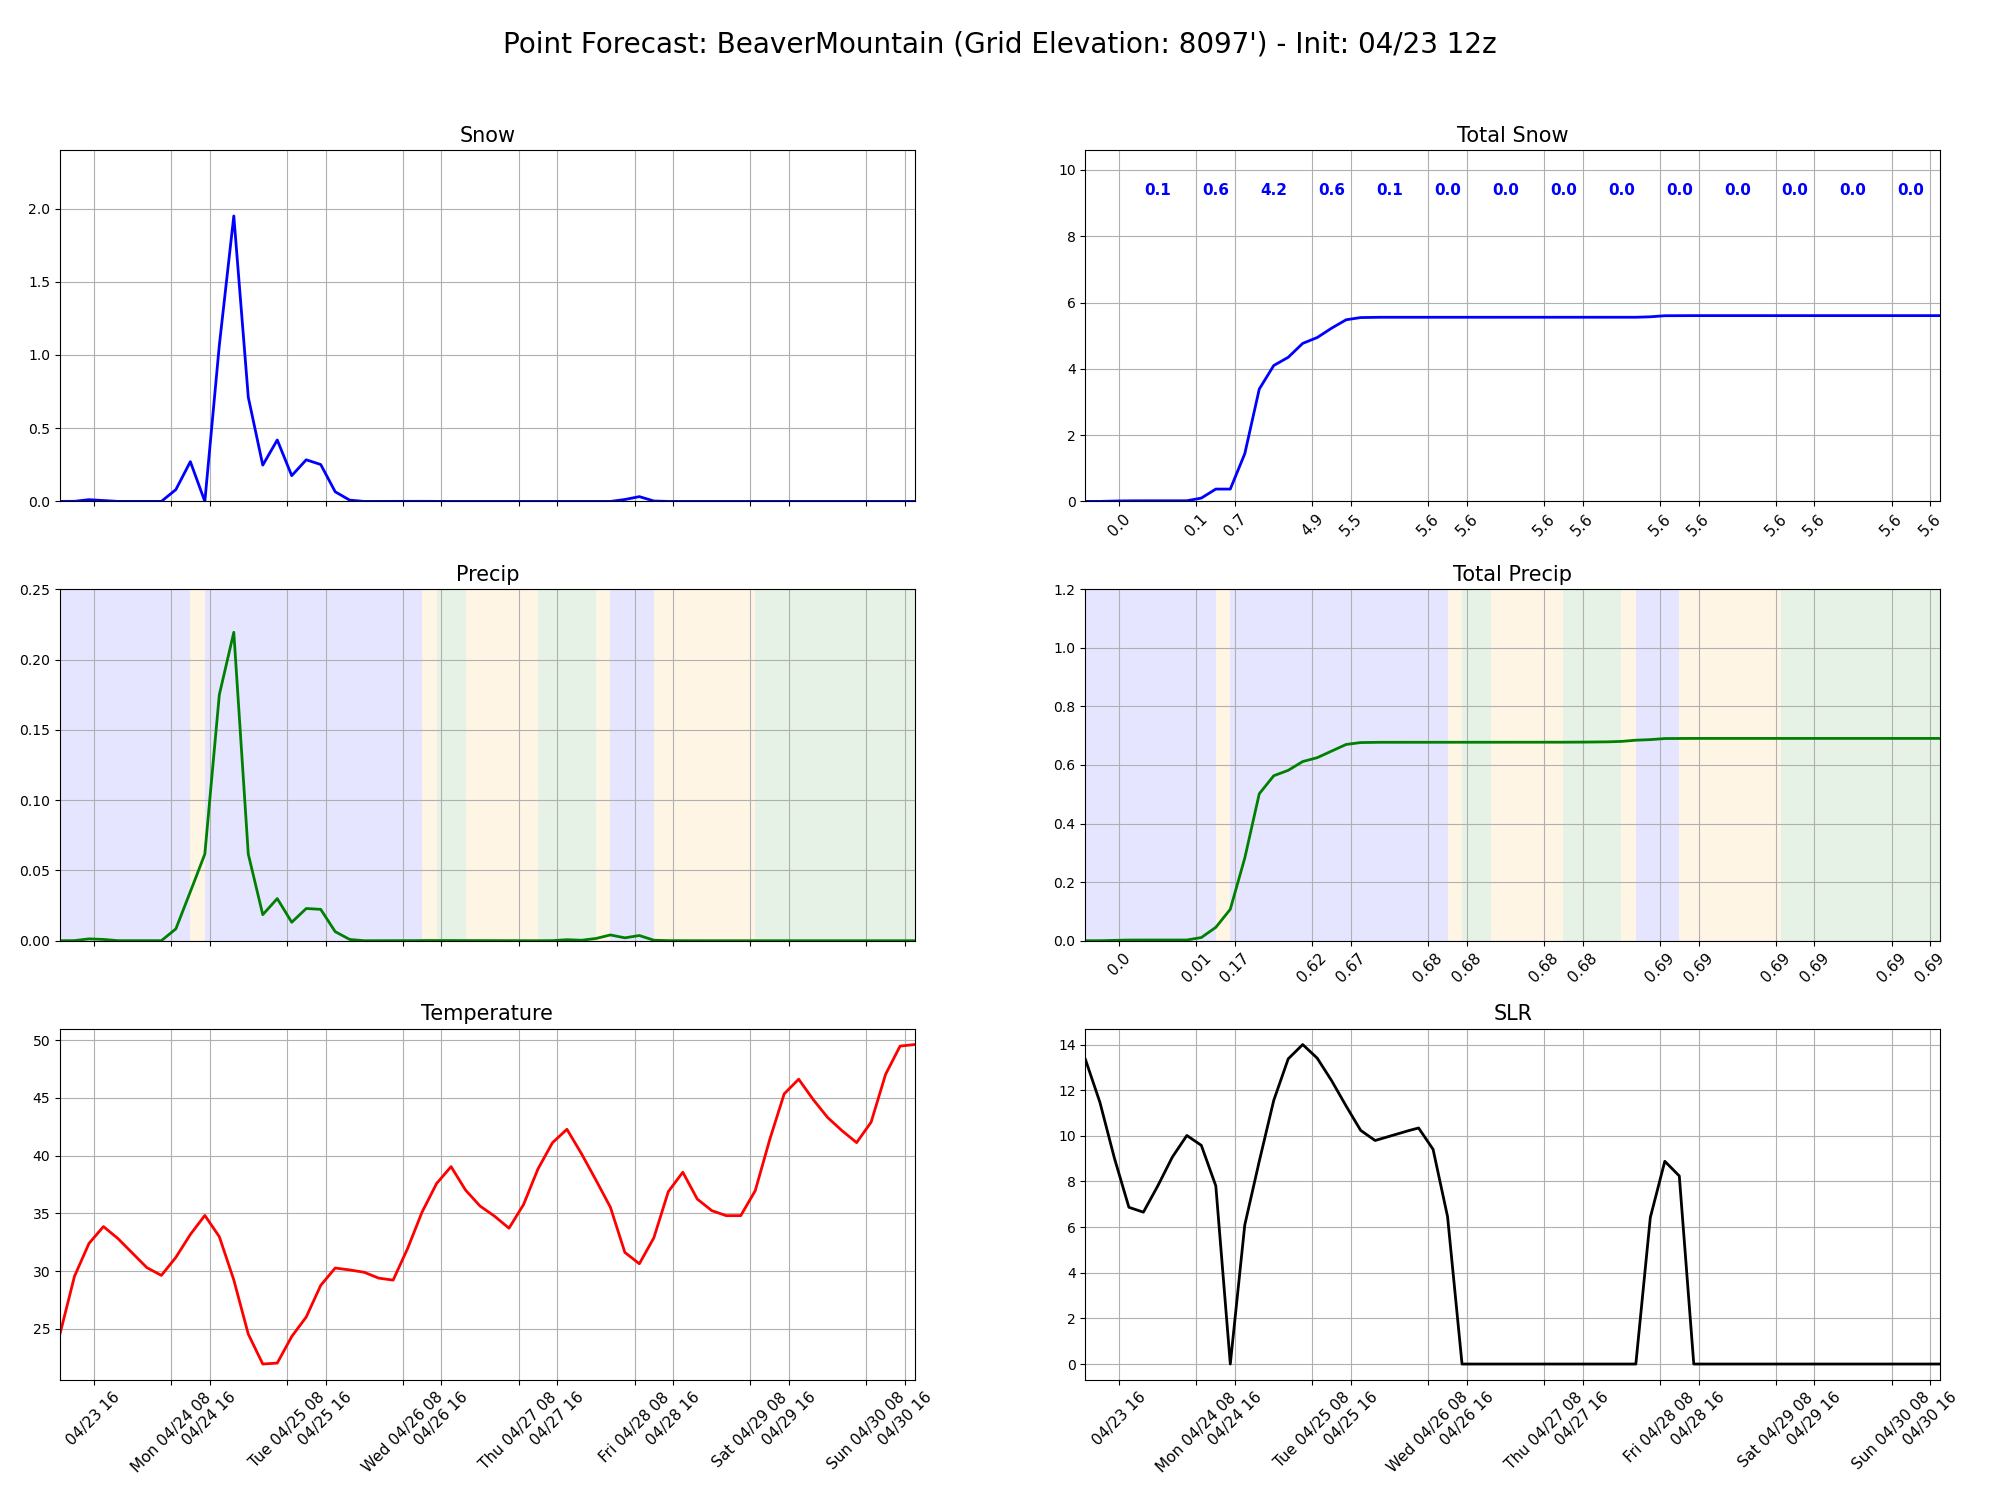 Point Forecast: BeaverMountain (Grid Elevation: 8097') - Init: 04/23 12z
Snow
2.0
1.5
1.0
0.5
0.0
Total Snow
10
8
6
4
2
0
0.1 0.6 4.2 0.6 0.1 0.0 0.0 0.0 0.0 0.0 0.0 0.0 0.0 0.0
0.0 0.1 0.7 4.9 5.5 5.6 5.6 5.6 5.6 5.6 5.6 5.6 5.6 5.6 5.6
Precip
0.25
0.20
0.15
0.10
0.05
0.00
Total Precip
1.2
1.0
0.8
0.6
0.4
0.2
0.0
0.0 0.01 0.17 0.62 0.67 0.68 0.68 0.68 0.68 0.69 0.69 0.69 0.69 0.69 0.69
Temperature
50
45
40
35
30
25
04/23 16
Mon 04/24 08
04/24 16
Tue 04/25 08
04/25 16
Wed 04/26 08
04/26 16
Thu 04/27 08
04/27 16
Fri 04/28 08
04/28 16
Sat 04/29 08
04/29 16
Sun 04/30 08
04/30 16
SLR
14
12
10
8
6
4
2
0
04/23 16
Mon 04/24 08
04/24 16
Tue 04/25 08
04/25 16
Wed 04/26 08
04/26 16
Thu 04/27 08
04/27 16
Fri 04/28 08
04/28 16
Sat 04/29 08
04/29 16
Sun 04/30 08
04/30 16